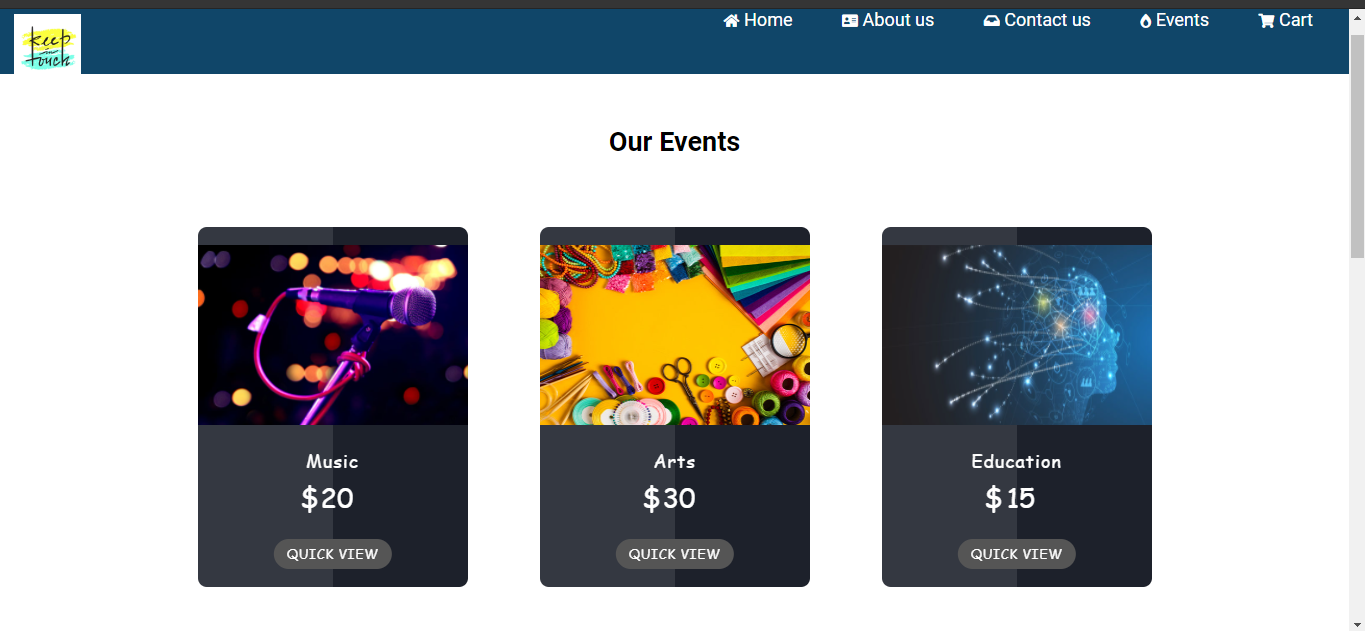 keep
in
touch
Home About us Contact us Events Cart
Our Events
Music Arts Education
$20 $30 $15
QUICK VIEW QUICK VIEW QUICK VIEW